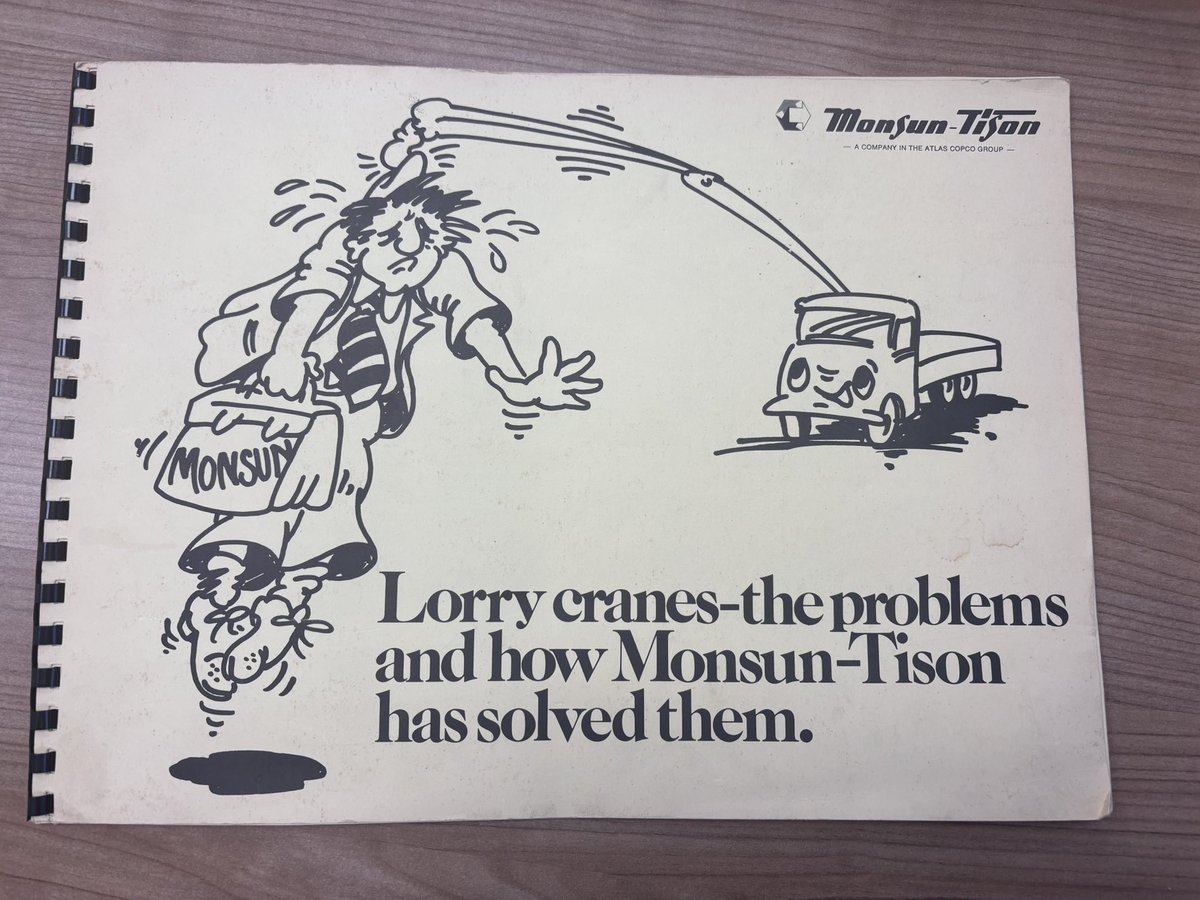 Monsun-Tison
— A COMPANY IN THE ATLAS COPCO GROUP —
MONSUN
Lorry cranes-the problems
and how Monsun-Tison
has solved them.